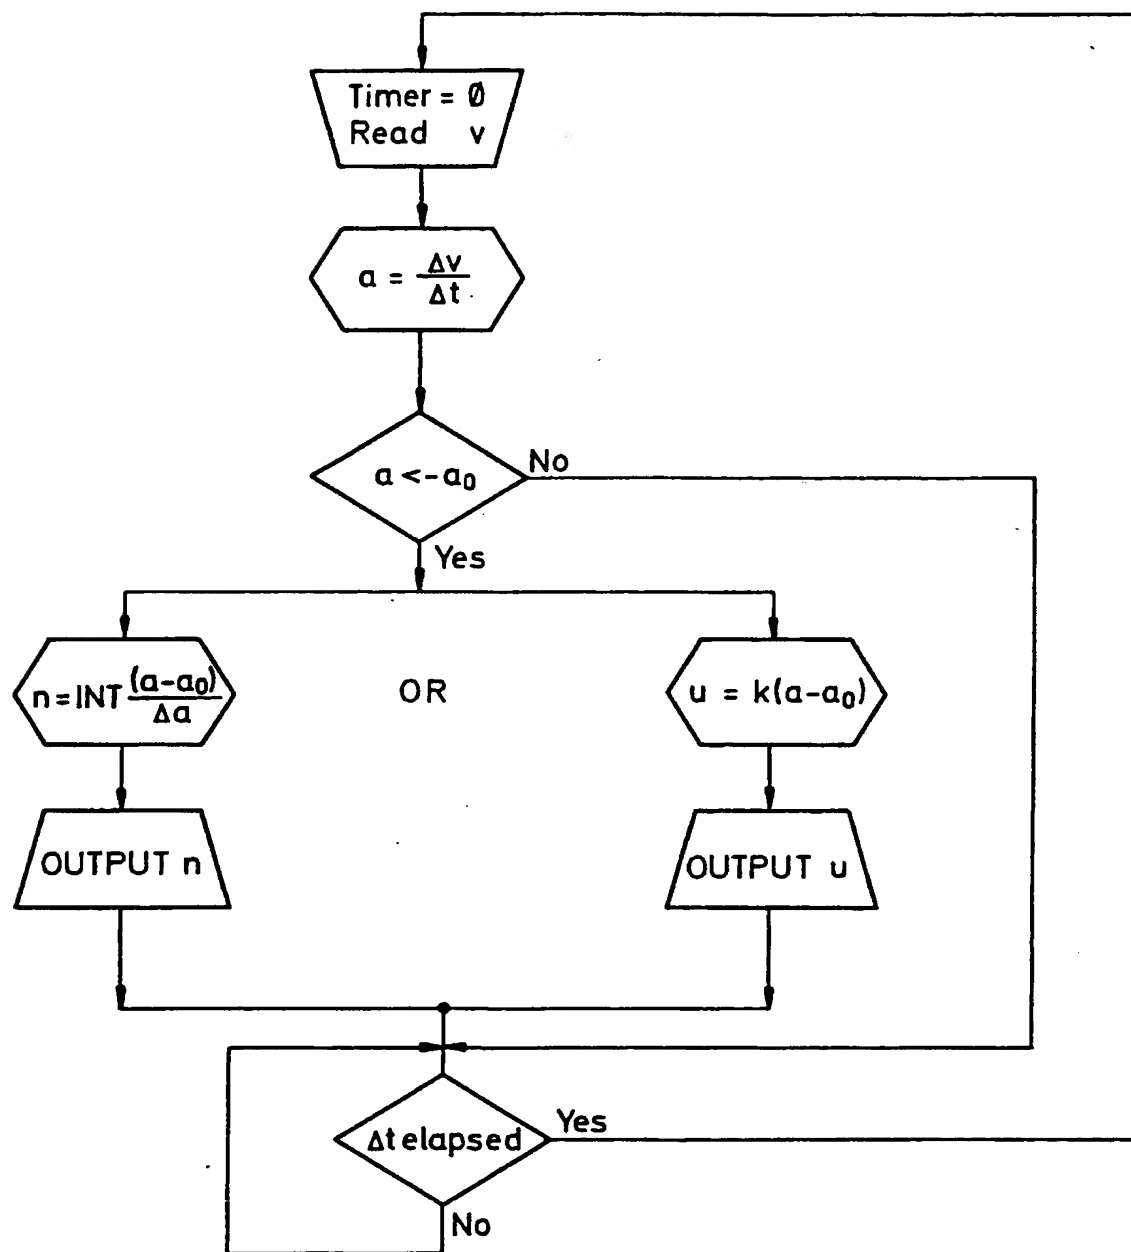 Timer = Ø
Read v
a = Δv/Δt
a < -a₀
No
Yes
n = INT (a-a₀)/Δa
OR
u = k(a-a₀)
OUTPUT n
OUTPUT u
Δt elapsed
Yes
No